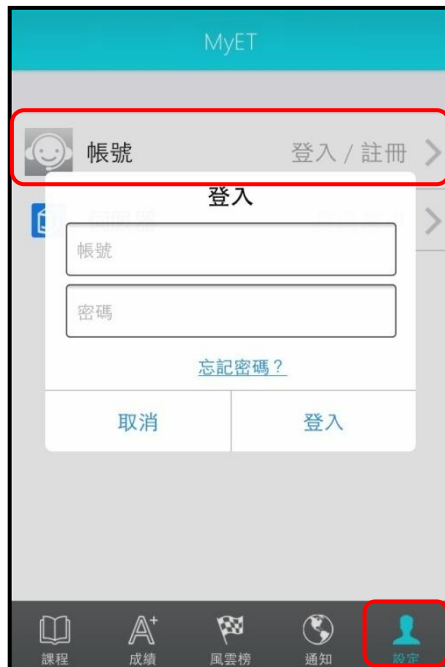 MyET
帳號 登入 / 註冊
登入
帳號
密碼
忘記密碼？
取消 登入
課程 成績 風雲榜 通知 設定